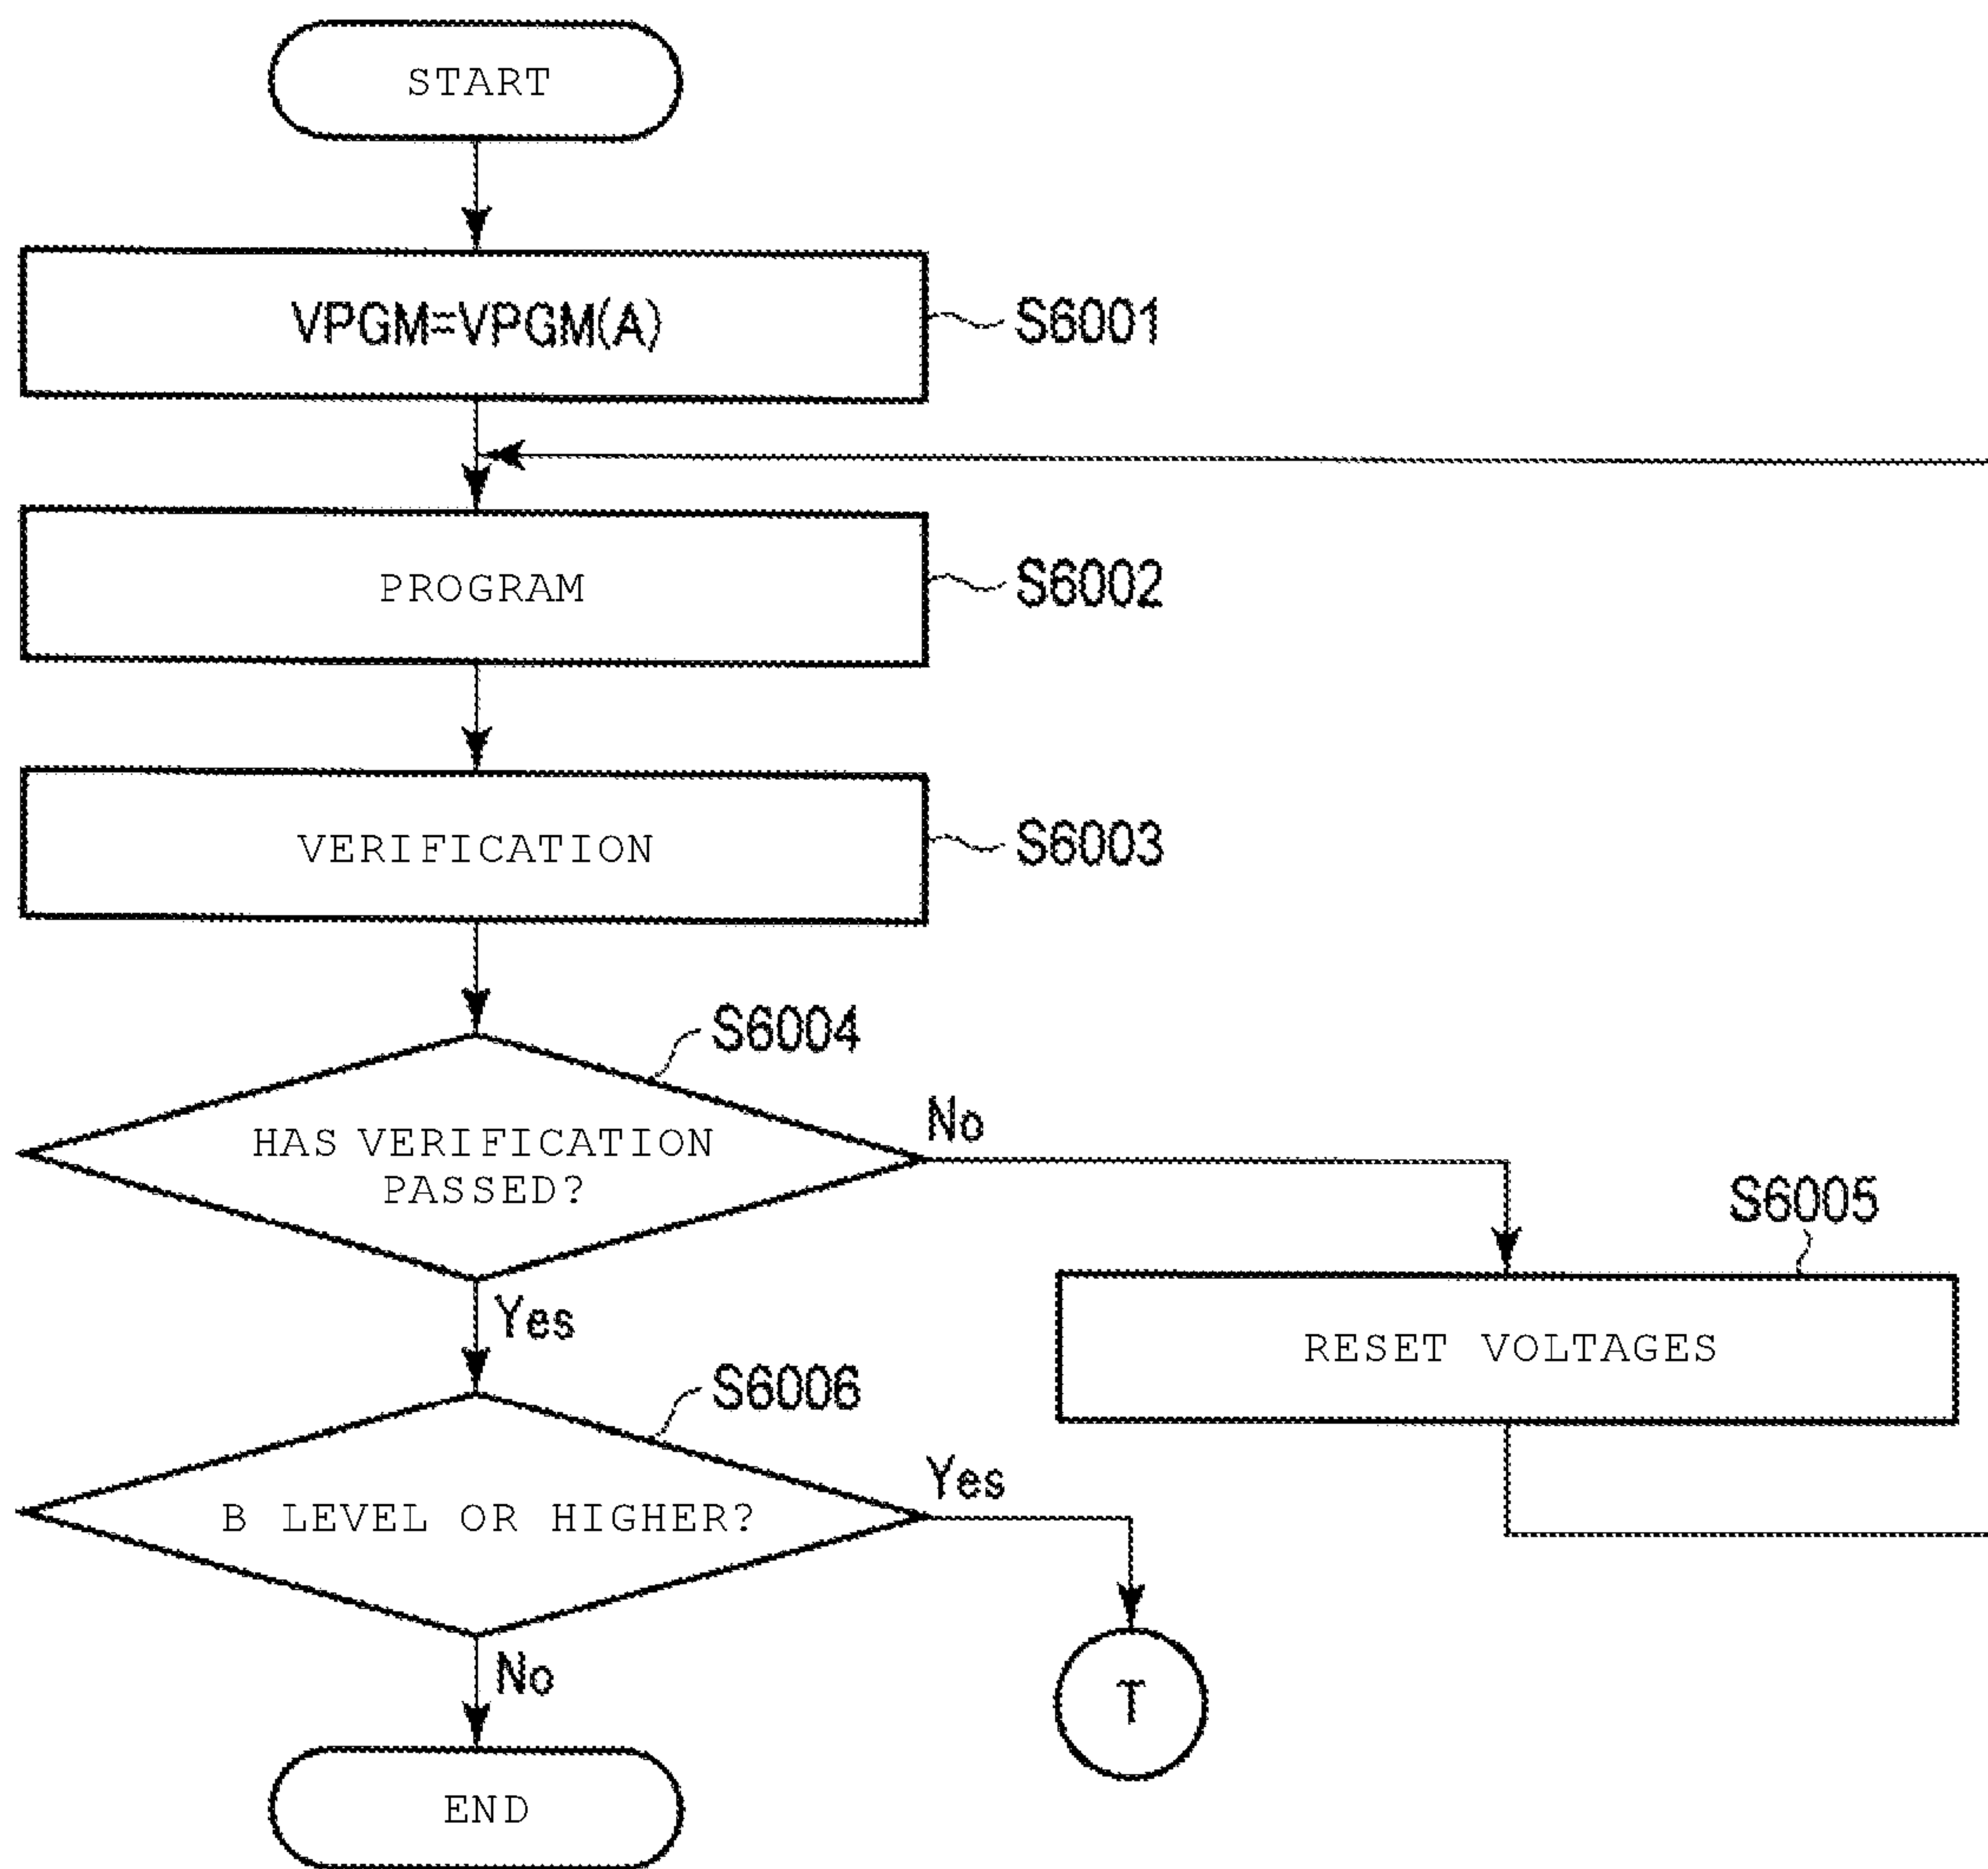 START
VPGM=VPGM(A)
S6001
PROGRAM
S6002
VERIFICATION
S6003
S6004
HAS VERIFICATION
PASSED?
No
Yes
S6005
RESET VOLTAGES
S6006
B LEVEL OR HIGHER?
Yes
No
T
END